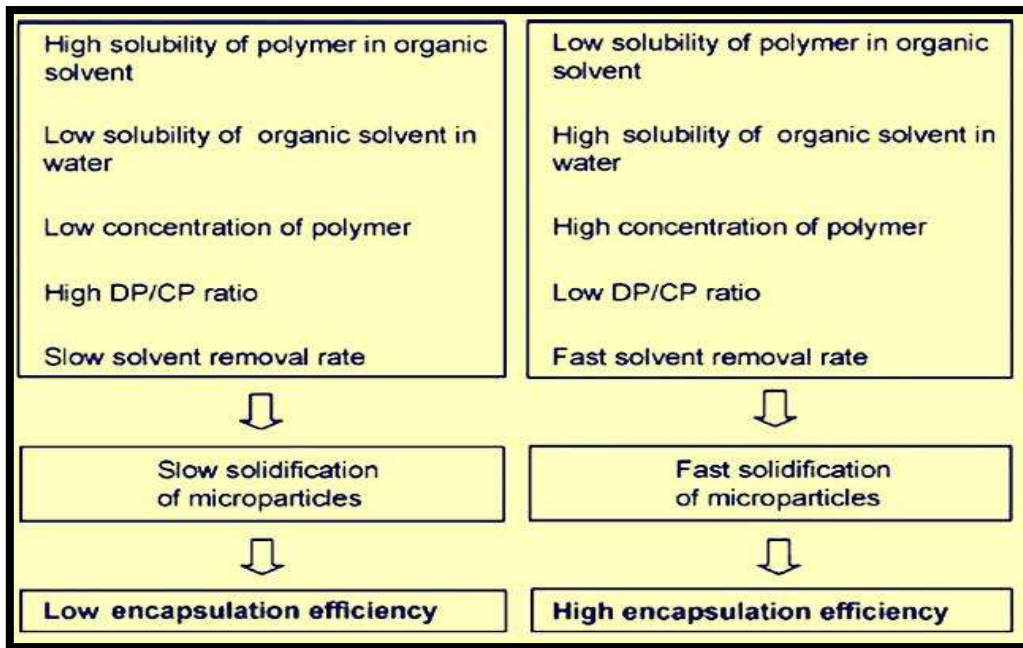 High solubility of polymer in organic
solvent
Low solubility of organic solvent in
water
Low concentration of polymer
High DP/CP ratio
Slow solvent removal rate
Slow solidification
of microparticles
Low encapsulation efficiency
Low solubility of polymer in organic
solvent
High solubility of organic solvent in
water
High concentration of polymer
Low DP/CP ratio
Fast solvent removal rate
Fast solidification
of microparticles
High encapsulation efficiency